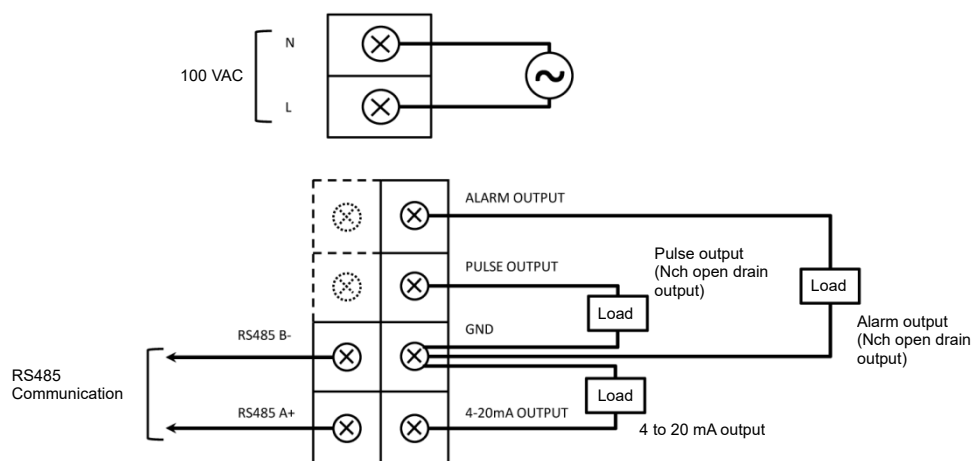 100 VAC
N
L
ALARM OUTPUT
PULSE OUTPUT
Pulse output
(Nch open drain
output)
Load
Load
GND
Alarm output
(Nch open drain
output)
RS485 B-
RS485
Communication
RS485 A+
4-20mA OUTPUT
Load
4 to 20 mA output